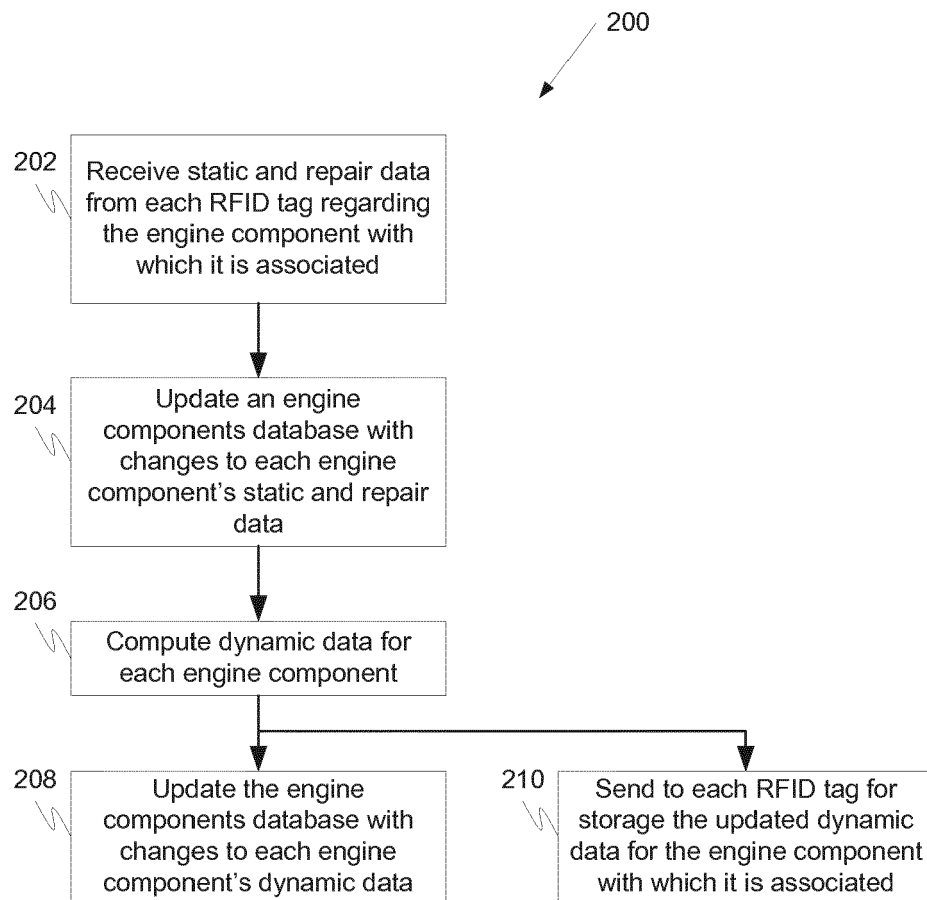 200
202
Receive static and repair data
from each RFID tag regarding
the engine component with
which it is associated
204
Update an engine
components database with
changes to each engine
component's static and repair
data
206
Compute dynamic data for
each engine component
208
Update the engine
components database with
changes to each engine
component's dynamic data
210
Send to each RFID tag for
storage the updated dynamic
data for the engine component
with which it is associated